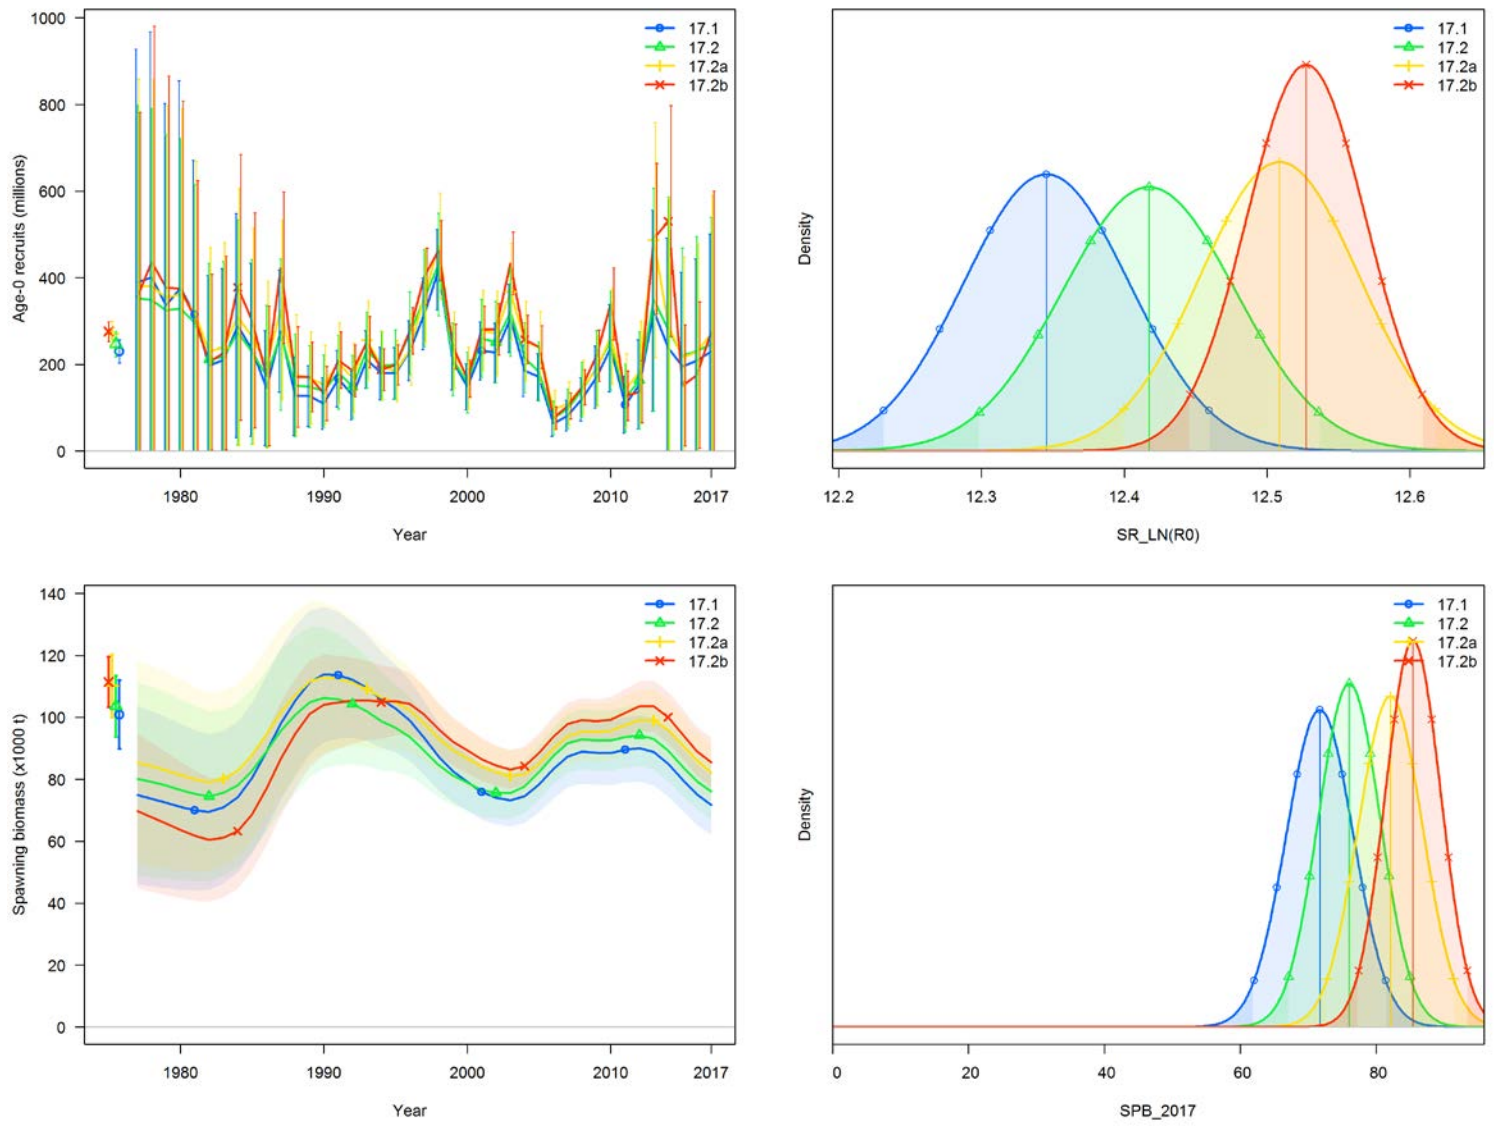 1000
800
600
400
200
0
Age-0 recruits (millions)
17.1
17.2
17.2a
17.2b
1980 1990 2000 2010 2017
Year
Density
17.1
17.2
17.2a
17.2b
12.2 12.3 12.4 12.5 12.6
SR_LN(R0)
140
120
100
80
60
40
20
0
Spawning biomass (x1000 t)
17.1
17.2
17.2a
17.2b
1980 1990 2000 2010 2017
Year
Density
17.1
17.2
17.2a
17.2b
0 20 40 60 80
SPB_2017